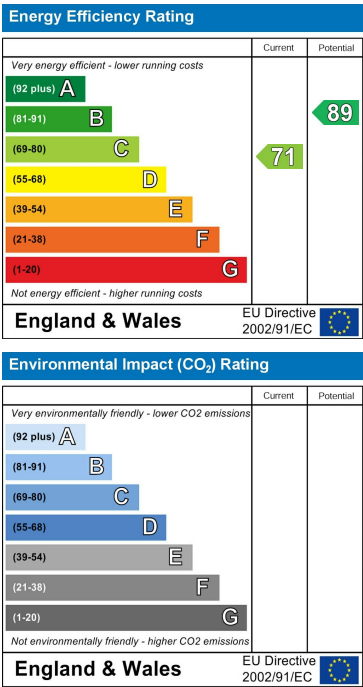 Energy Efficiency Rating
Current Potential
Very energy efficient - lower running costs
(92 plus) A
(81-91) B
(69-80) C
(55-68) D
(39-54) E
(21-38) F
(1-20) G
71
89
Not energy efficient - higher running costs
England & Wales
EU Directive
2002/91/EC
Environmental Impact (CO₂) Rating
Current Potential
Very environmentally friendly - lower CO2 emissions
(92 plus) A
(81-91) B
(69-80) C
(55-68) D
(39-54) E
(21-38) F
(1-20) G
Not environmentally friendly - higher CO2 emissions
England & Wales
EU Directive
2002/91/EC